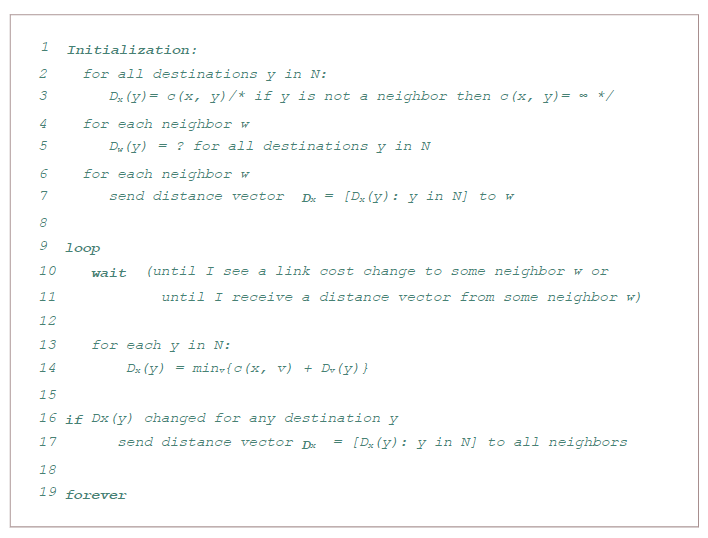 1 Initialization:
2 for all destinations y in N:
3 Dx(y)= c(x, y)/* if y is not a neighbor then c(x, y)= ∞ */
4 for each neighbor w
5 Dw(y) = ? for all destinations y in N
6 for each neighbor w
7 send distance vector Dx = [Dx(y): y in N] to w
8
9 loop
10 wait (until I see a link cost change to some neighbor w or
11 until I receive a distance vector from some neighbor w)
12
13 for each y in N:
14 Dx(y) = minv{c(x, v) + Dv(y)}
15
16 if Dx(y) changed for any destination y
17 send distance vector Dx = [Dx(y): y in N] to all neighbors
18
19 forever